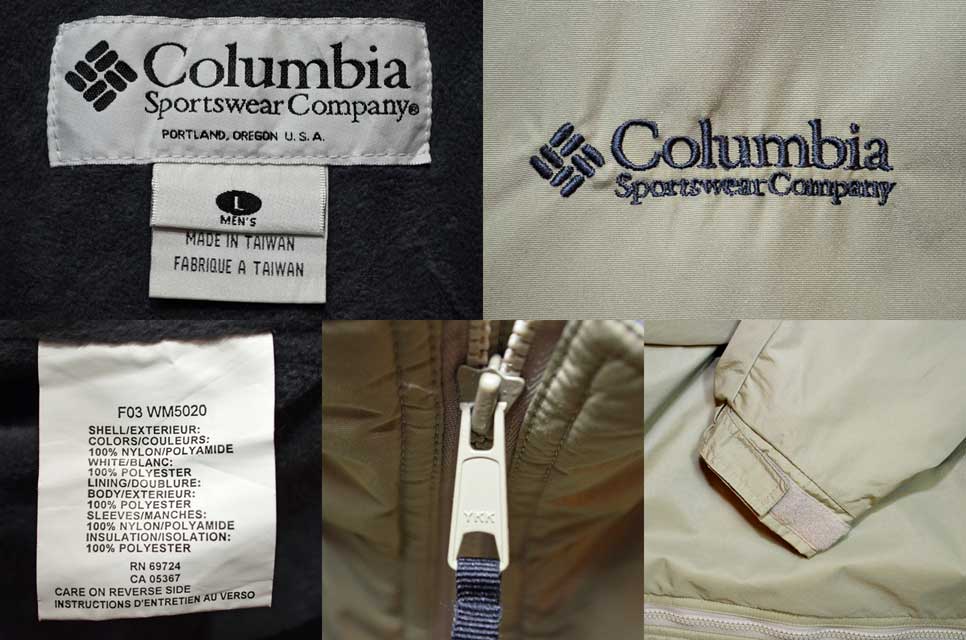 Columbia
Sportswear Company®
PORTLAND, OREGON U. S. A.
L
MEN'S
MADE IN TAIWAN
FABRIQUE A TAIWAN
Columbia
Sportswear Company
F03 WM5020
SHELL/EXTERIEUR:
COLORS/COULEURS:
100% NYLON/POLYAMIDE
WHITE/BLANC:
100% POLYESTER
LINING/DOUBLURE:
BODY/EXTERIEUR:
100% POLYESTER
SLEEVES/MANCHES:
100% NYLON/POLYAMIDE
INSULATION/ISOLATION:
100% POLYESTER
RN 69724
CA 05367
CARE ON REVERSE SIDE
INSTRUCTIONS D'ENTRETIEN AU VERSO
YKK